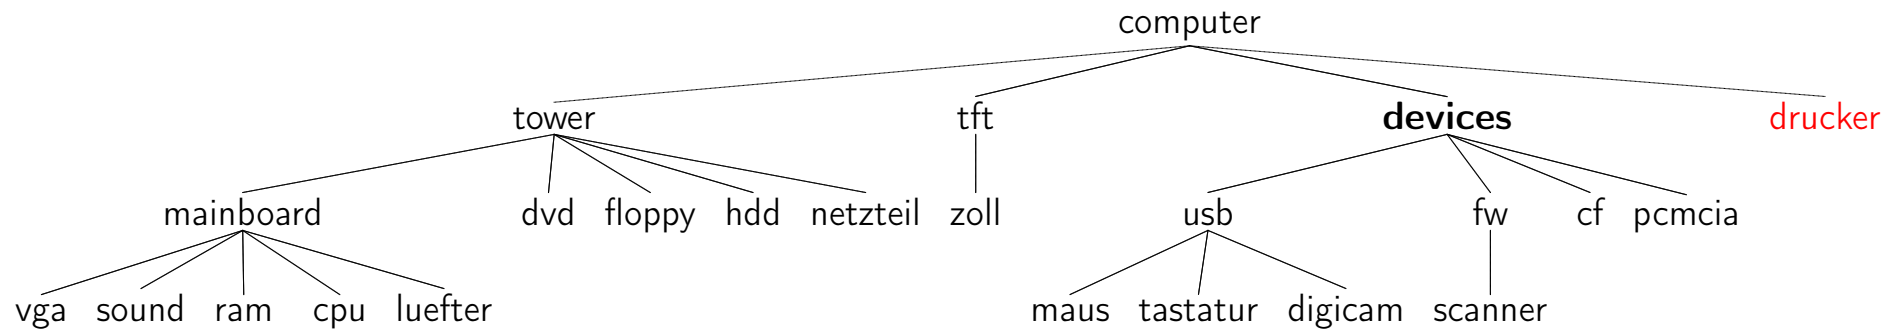 computer
tower tft devices drucker
mainboard dvd floppy hdd netzteil zoll usb fw cf pcmcia
vga sound ram cpu luefter maus tastatur digicam scanner